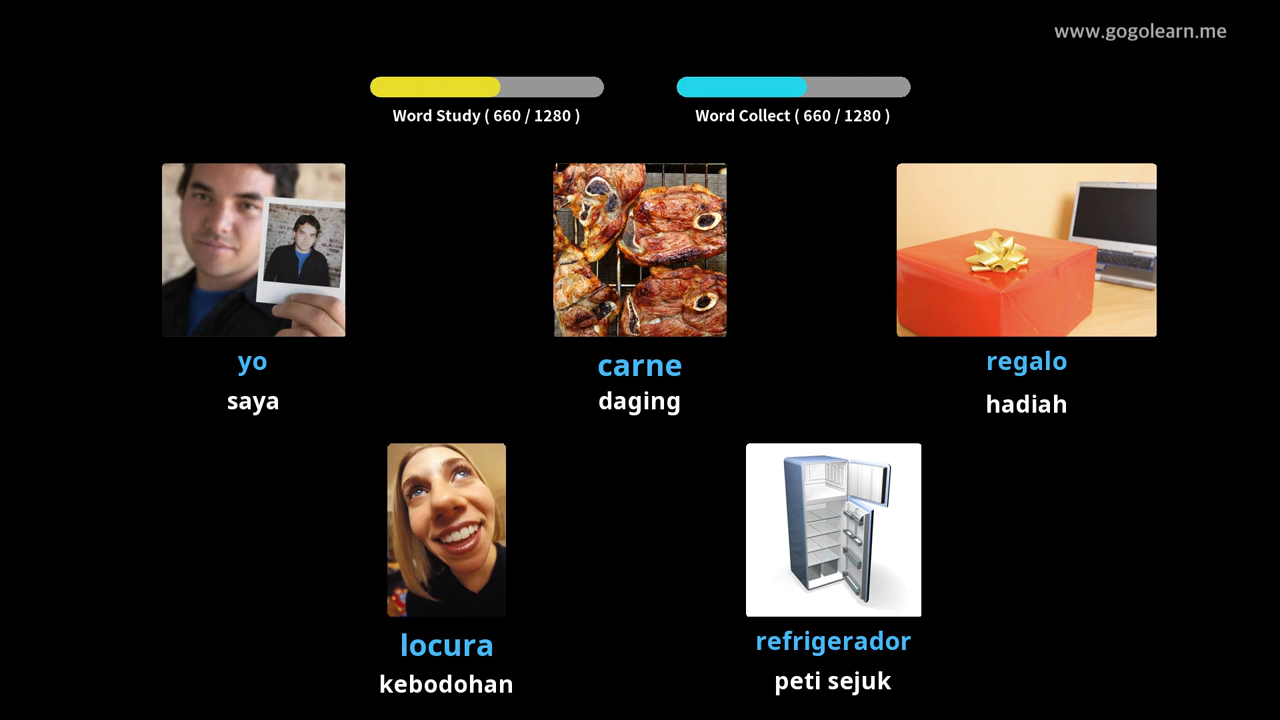 www.gogolearn.me
Word Study ( 660 / 1280 )
Word Collect ( 660 / 1280 )
yo
saya
carne
daging
regalo
hadiah
locura
kebodohan
refrigerador
peti sejuk